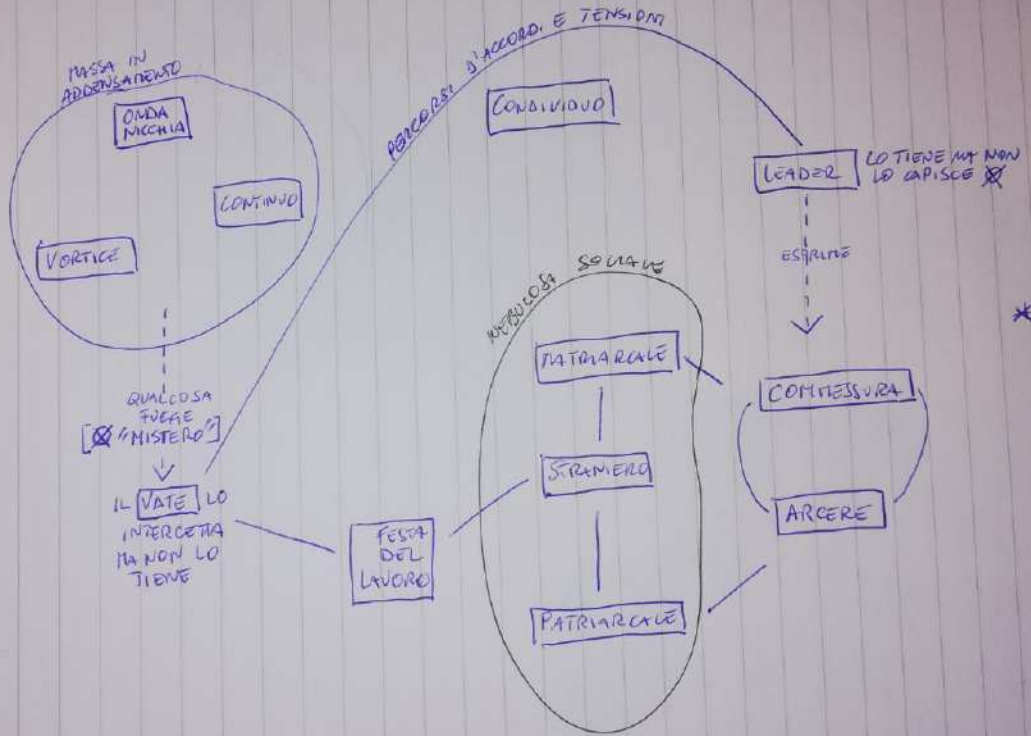 MASSA IN
ADDENSAMENTO
ONDA
NICCHIA
CONTINUO
VORTICE
QUALCOSA
FUGGE
["MISTERO"]
IL VATE LO
INTERCETTA
MA NON LO
TIENE
PERCORSI D'ACCORDI E TENSIONI
CONDIVIDUO
LEADER
LO TIENE MA NON
LO CAPISCE
ESPRIME
FESTA
DEL
LAVORO
NEBULOSA SOCIALE
MATRIARCALE
STRANIERO
PATRIARCALE
COMMESSURA
ARCERE